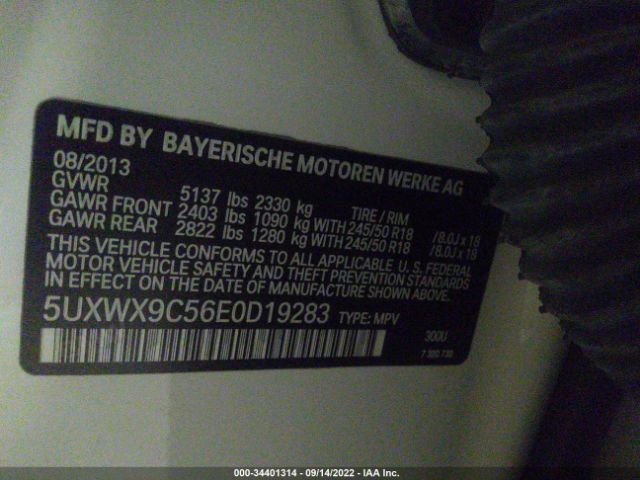 MFD BY BAYERISCHE MOTOREN WERKE AG
08/2013
GVWR 5137 lbs 2330 kg TIRE / RIM
GAWR FRONT 2403 lbs 1090 kg WITH 245/50 R18 /8.0J x 18
GAWR REAR 2822 lbs 1280 kg WITH 245/50 R18 /8.0J x 18
THIS VEHICLE CONFORMS TO ALL APPLICABLE U. S. FEDERAL
MOTOR VEHICLE SAFETY AND THEFT PREVENTION STANDARDS
IN EFFECT ON THE DATE OF MANUFACTURE SHOWN ABOVE.
5UXWX9C56E0D19283 TYPE: MPV
300U
000-34401314 - 09/14/2022 - IAA Inc.